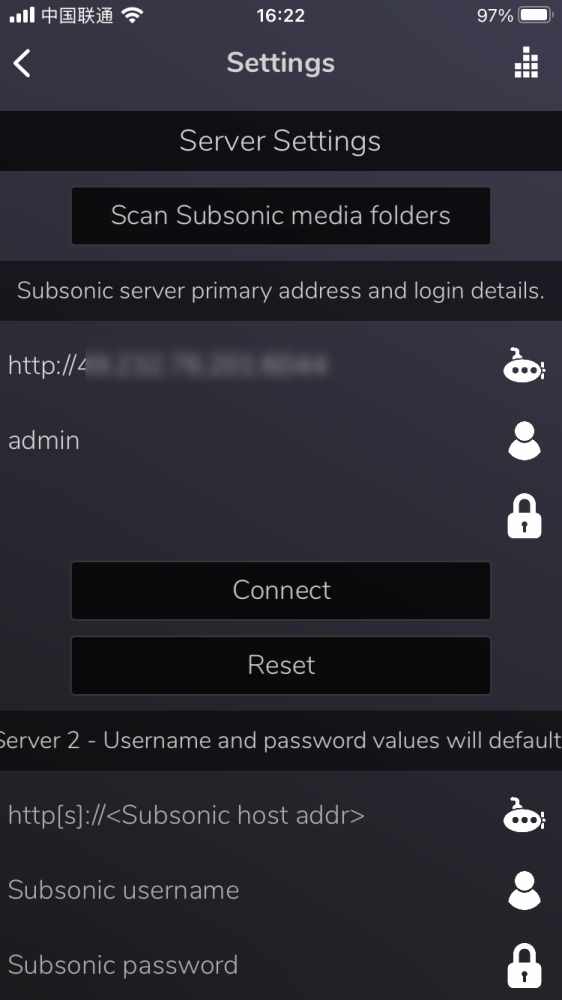 中国联通 16:22 97%
Settings
Server Settings
Scan Subsonic media folders
Subsonic server primary address and login details.
http://4
admin
Connect
Reset
Server 2 - Username and password values will default
http[s]://<Subsonic host addr>
Subsonic username
Subsonic password